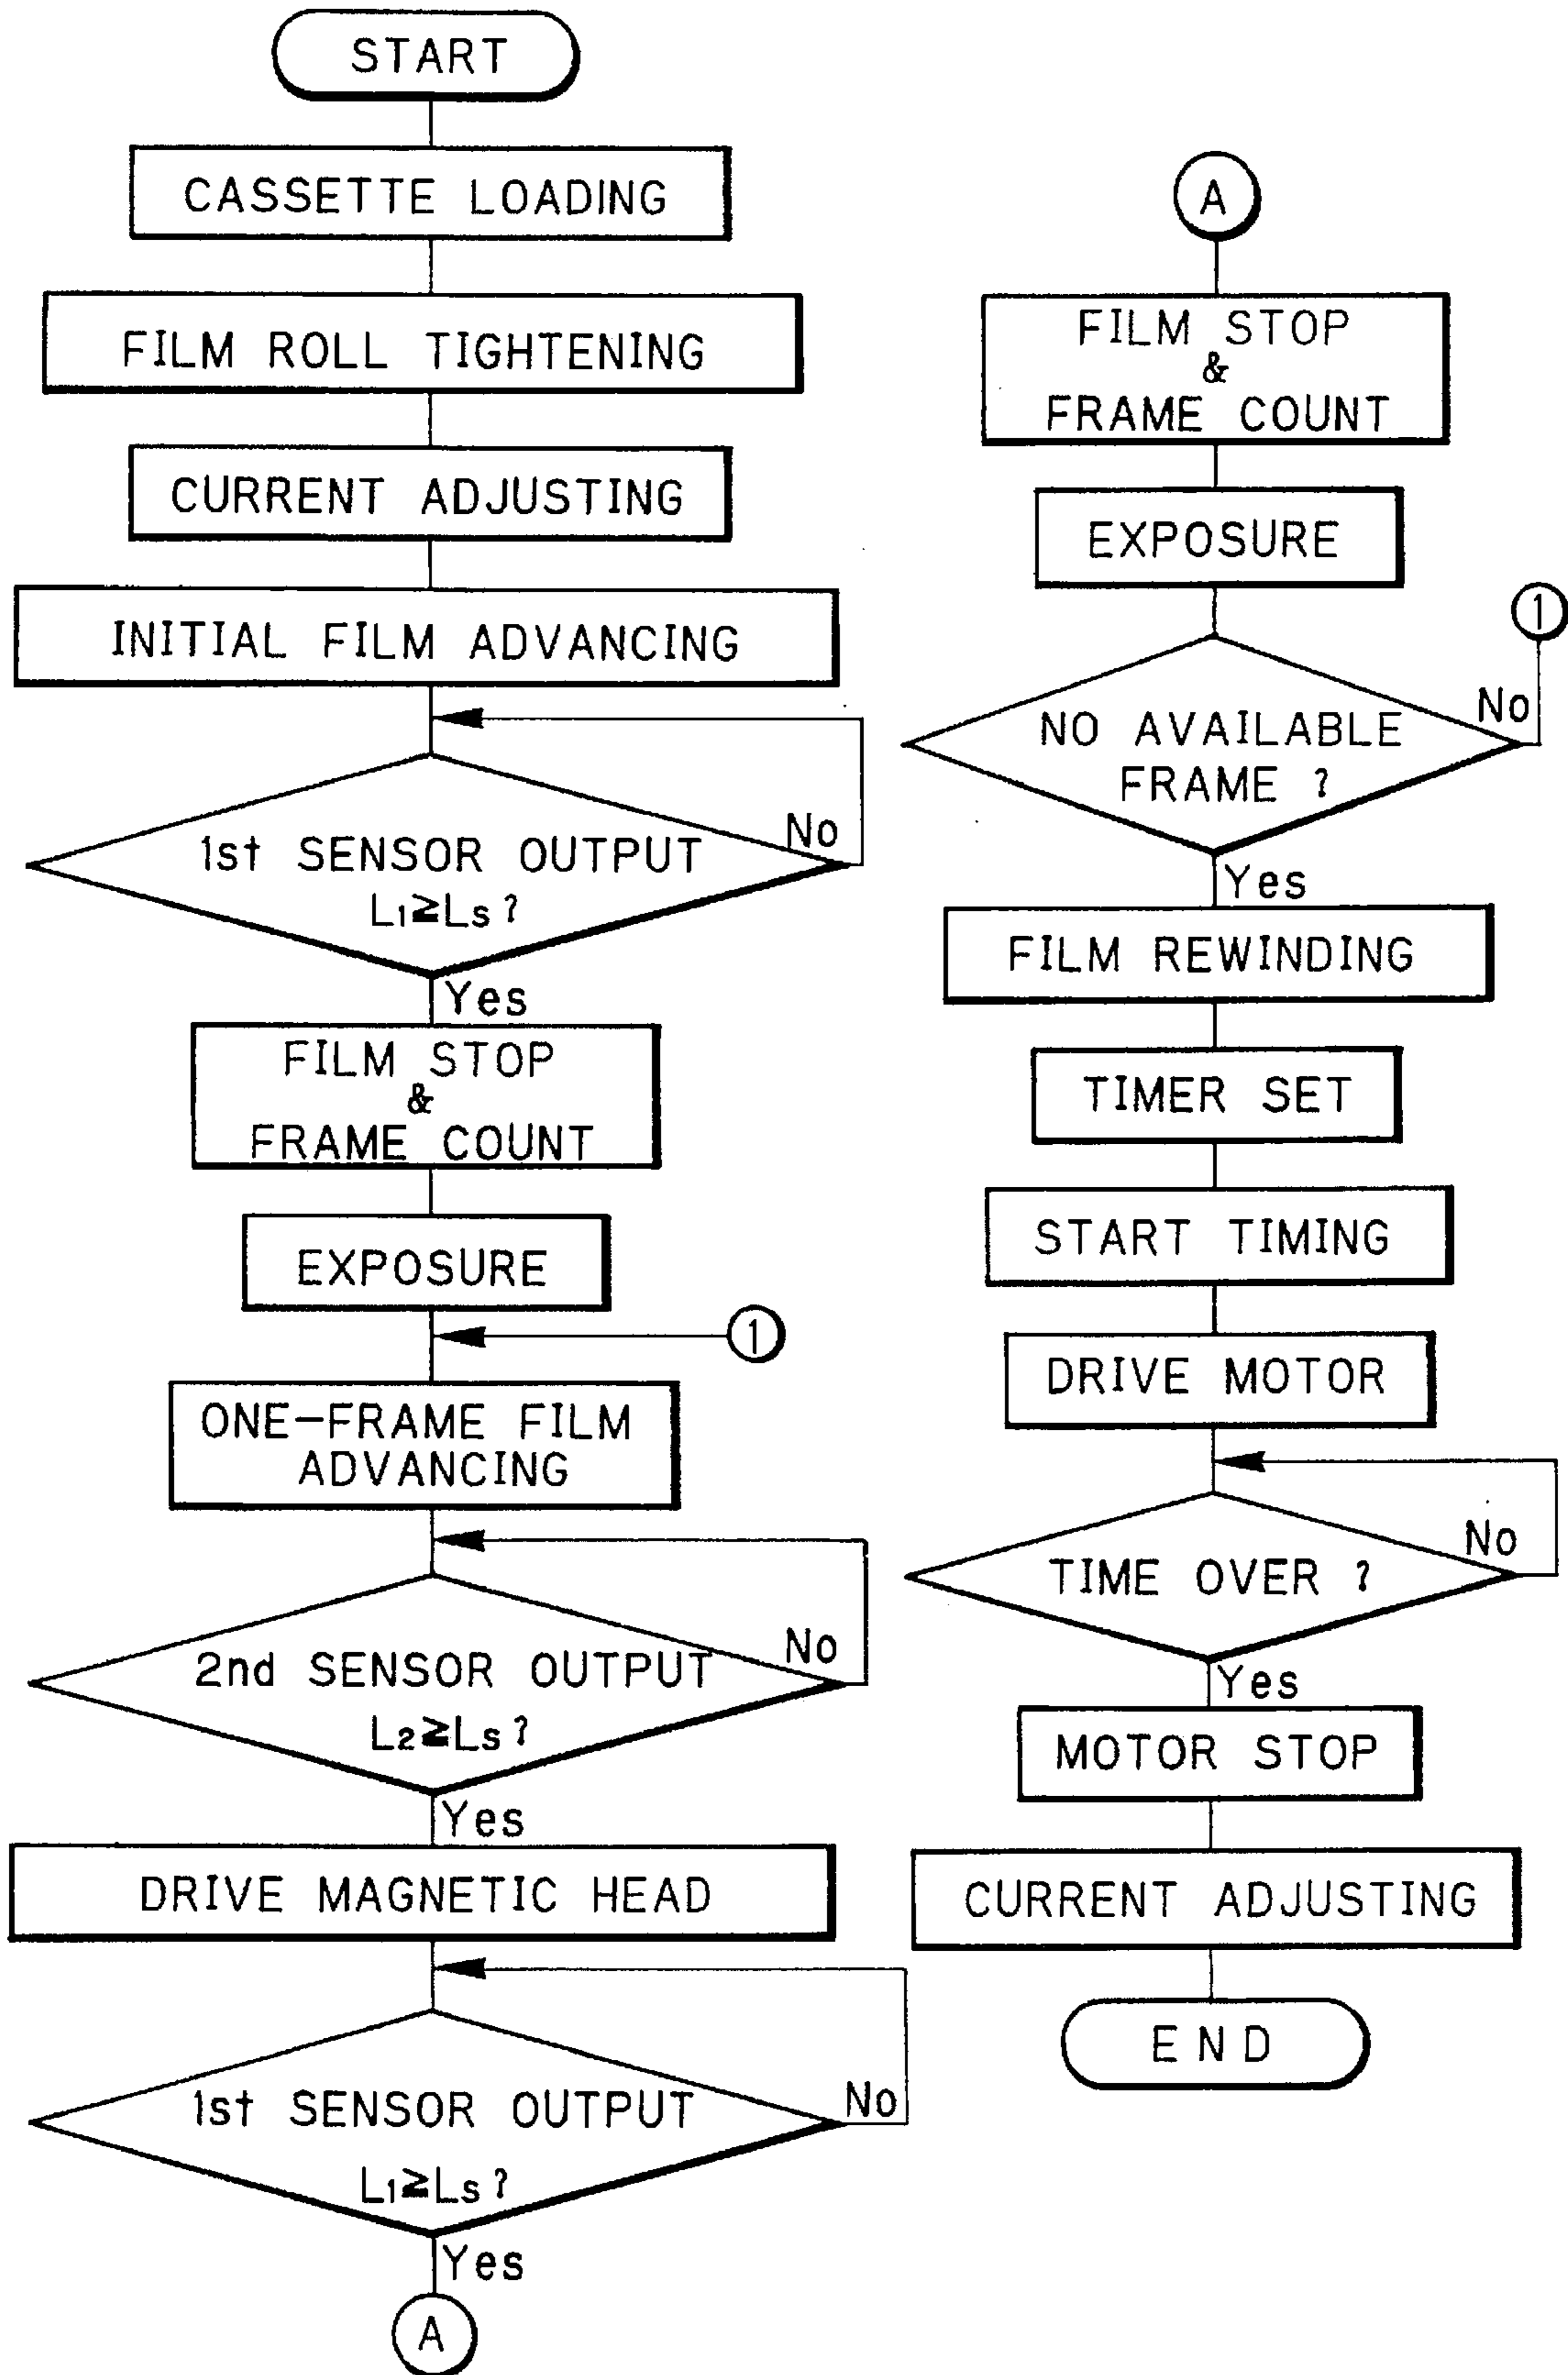 START
CASSETTE LOADING
FILM ROLL TIGHTENING
CURRENT ADJUSTING
INITIAL FILM ADVANCING
1st SENSOR OUTPUT
L1≧Ls?
No
Yes
FILM STOP
&
FRAME COUNT
EXPOSURE
1
ONE-FRAME FILM
ADVANCING
2nd SENSOR OUTPUT
L2≧Ls?
No
Yes
DRIVE MAGNETIC HEAD
1st SENSOR OUTPUT
L1≧Ls?
No
Yes
A
A
FILM STOP
&
FRAME COUNT
EXPOSURE
1
NO AVAILABLE
FRAME ?
No
Yes
FILM REWINDING
TIMER SET
START TIMING
DRIVE MOTOR
TIME OVER ?
No
Yes
MOTOR STOP
CURRENT ADJUSTING
END